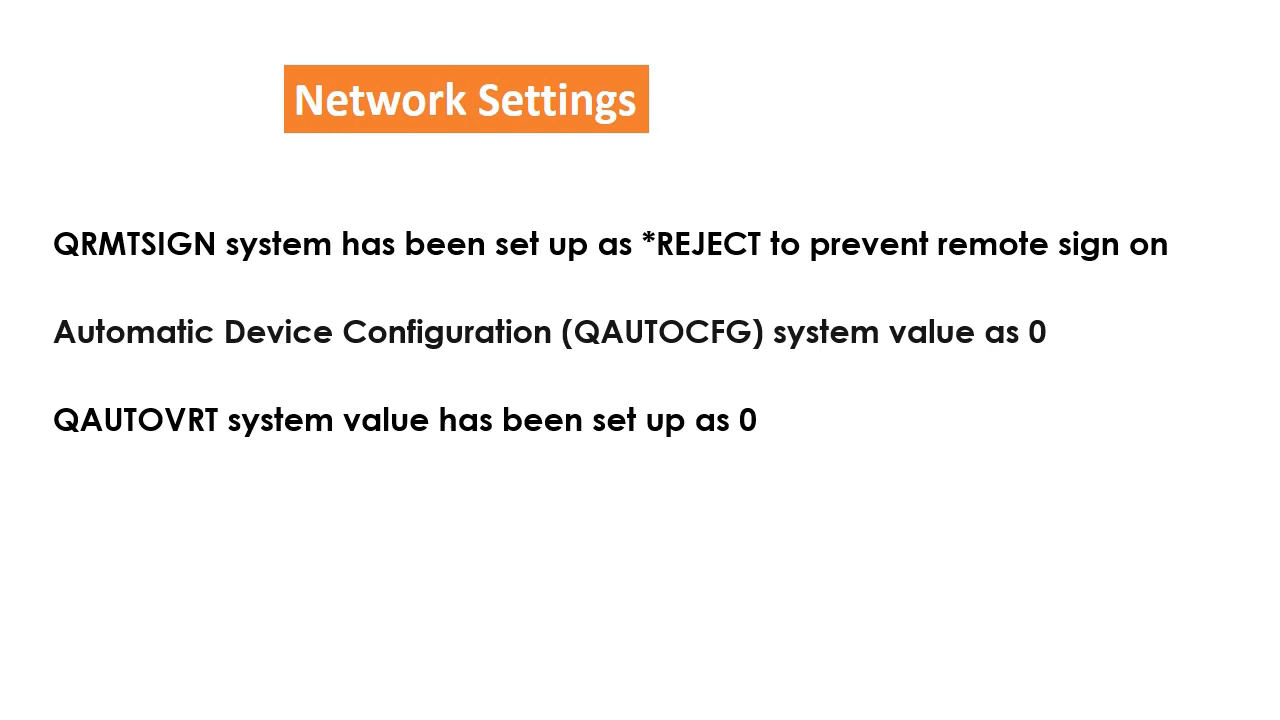 Network Settings
QRMTSIGN system has been set up as *REJECT to prevent remote sign on
Automatic Device Configuration (QAUTOCFG) system value as 0
QAUTOVRT system value has been set up as 0